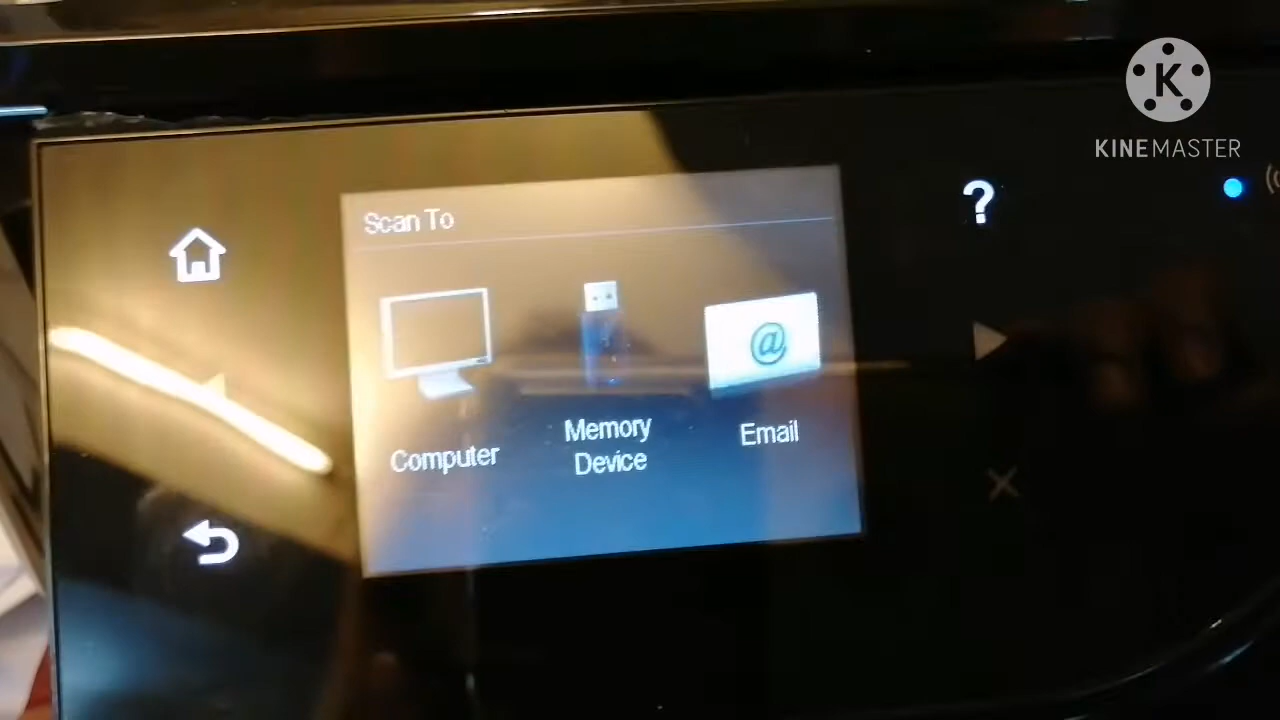 K
KINEMASTER
?
Scan To
@
Computer
Memory
Device
Email